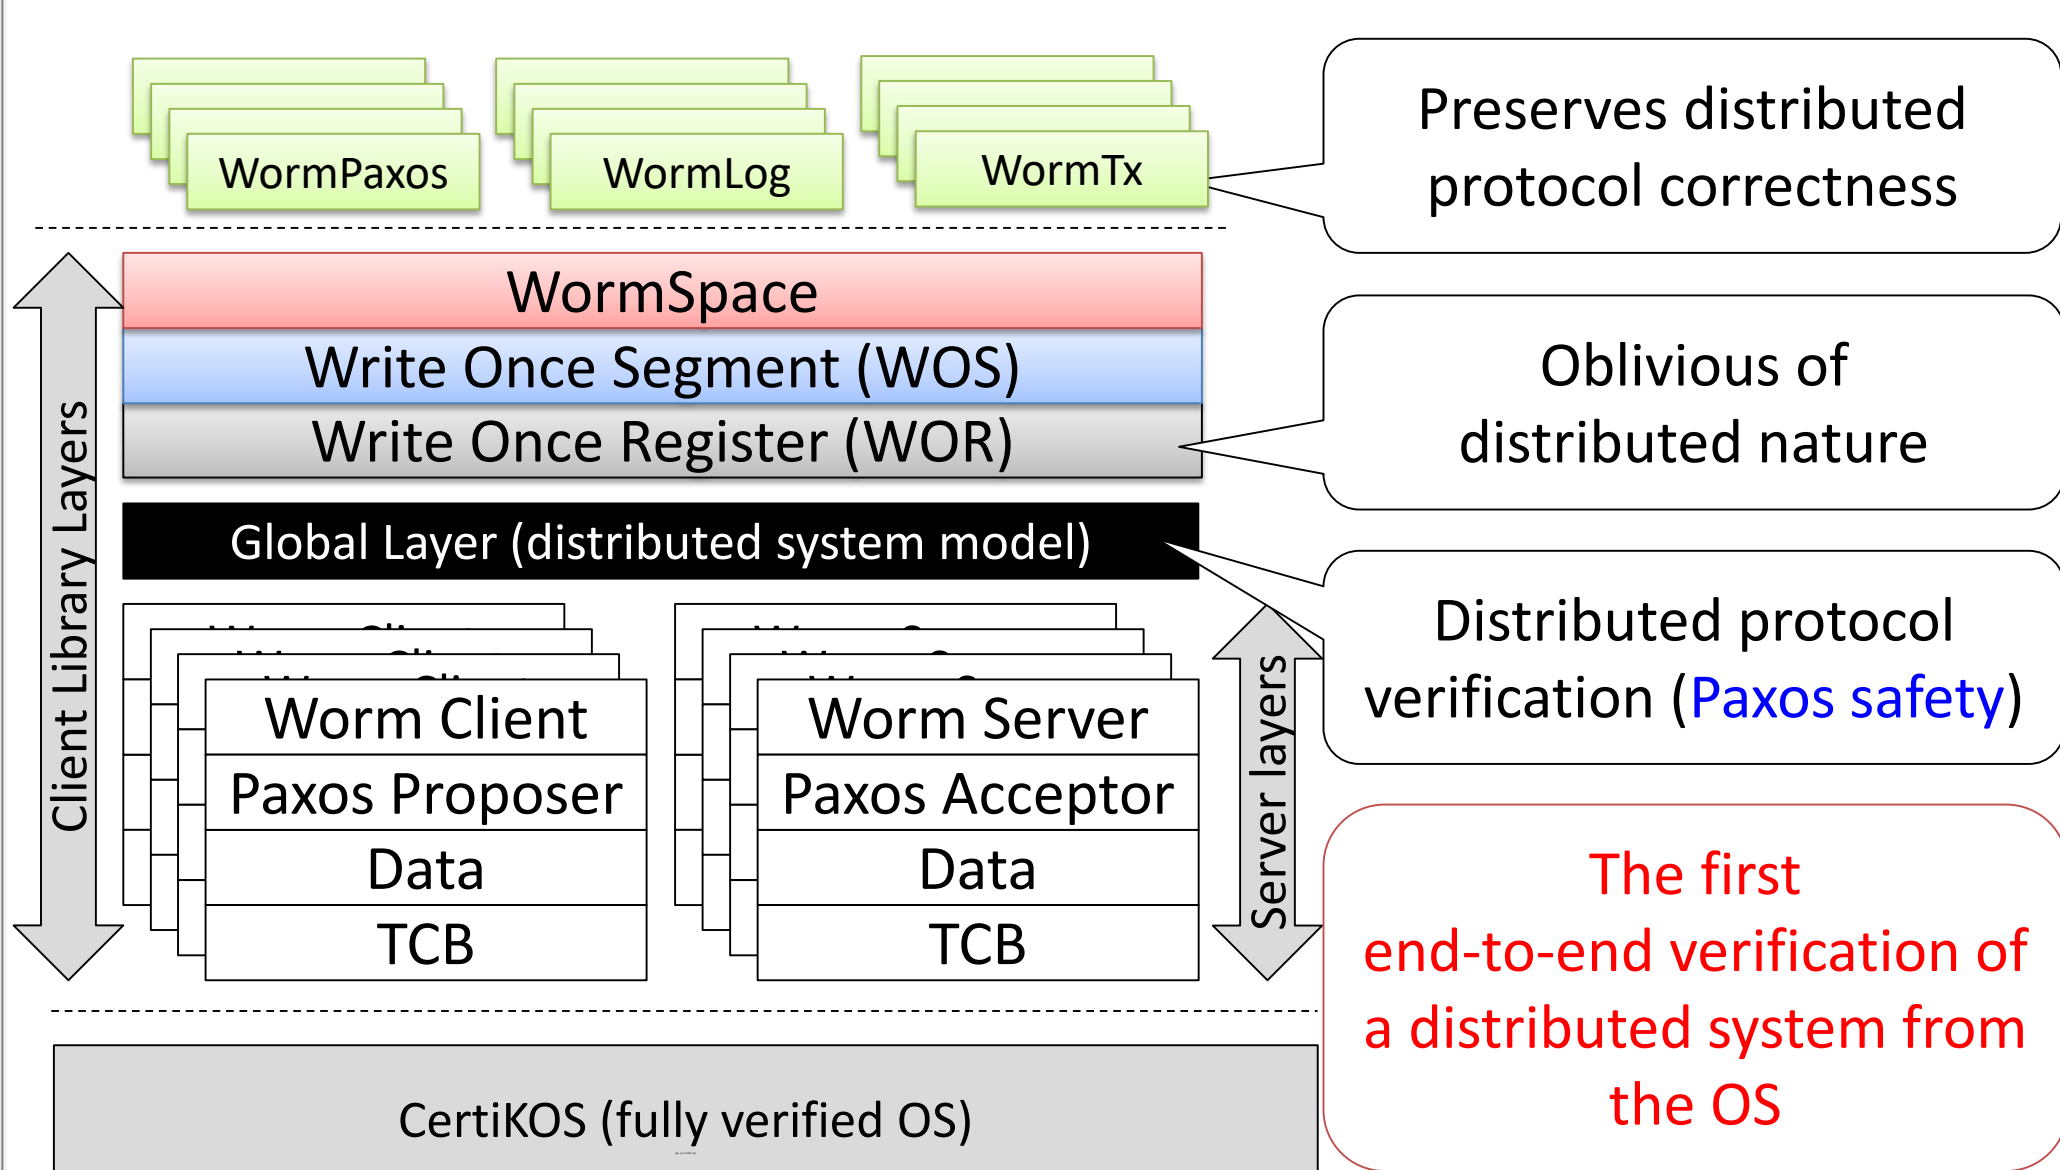 WormPaxos
WormLog
WormTx
Preserves distributed
protocol correctness
WormSpace
Write Once Segment (WOS)
Write Once Register (WOR)
Oblivious of
distributed nature
Client Library Layers
Global Layer (distributed system model)
Distributed protocol
verification (Paxos safety)
Worm Client
Paxos Proposer
Data
TCB
Worm Server
Paxos Acceptor
Data
TCB
Server layers
The first
end-to-end verification of
a distributed system from
the OS
CertiKOS (fully verified OS)